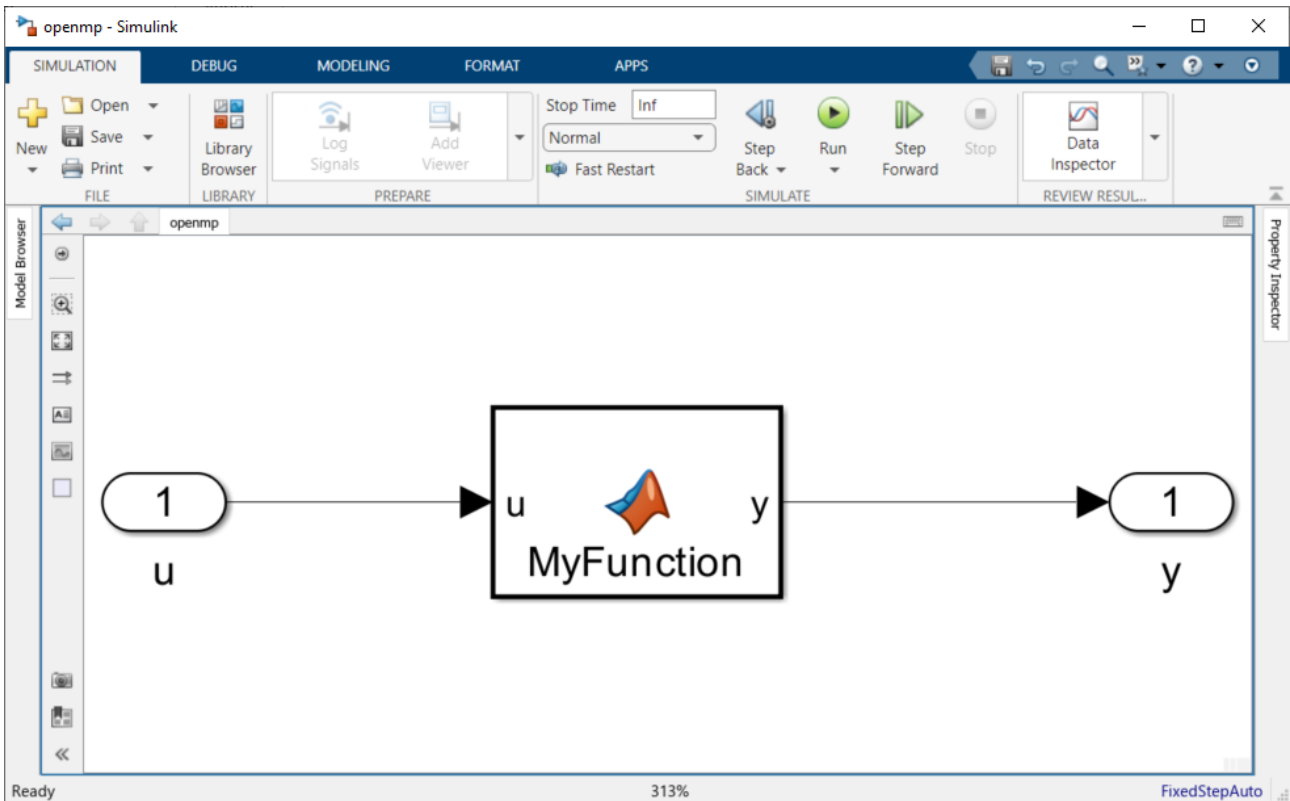 openmp - Simulink
SIMULATION DEBUG MODELING FORMAT APPS
New
Open
Save
Print
FILE
Library
Browser
LIBRARY
Log
Signals
Add
Viewer
PREPARE
Stop Time Inf
Normal
Fast Restart
Step
Back
Run
Step
Forward
Stop
SIMULATE
Data
Inspector
REVIEW RESUL...
Model Browser
openmp
Property Inspector
1
u
u
y
MyFunction
1
y
Ready 313% FixedStepAuto